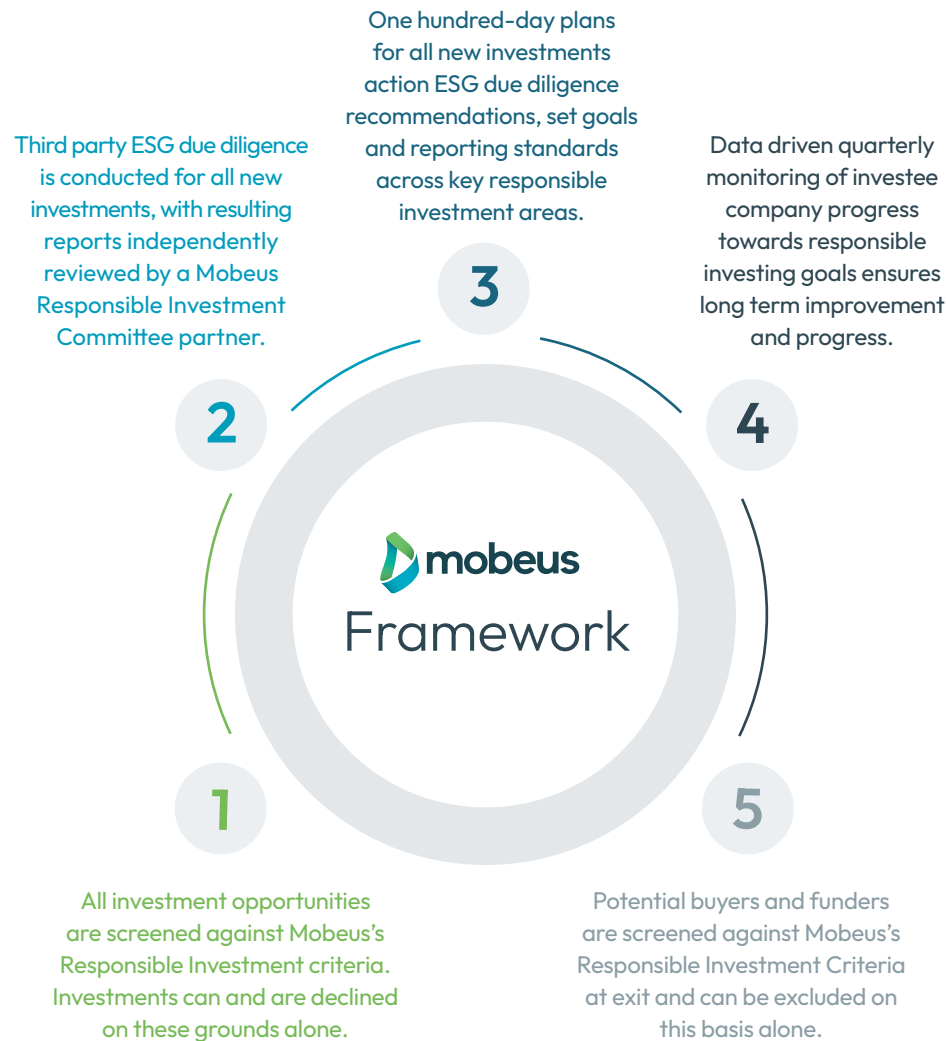 One hundred-day plans
for all new investments
action ESG due diligence
recommendations, set goals
and reporting standards
across key responsible
investment areas.
Third party ESG due diligence
is conducted for all new
investments, with resulting
reports independently
reviewed by a Mobeus
Responsible Investment
Committee partner.
Data driven quarterly
monitoring of investee
company progress
towards responsible
investing goals ensures
long term improvement
and progress.
3
2
4
mobeus
Framework
1
5
All investment opportunities
are screened against Mobeus’s
Responsible Investment criteria.
Investments can and are declined
on these grounds alone.
Potential buyers and funders
are screened against Mobeus’s
Responsible Investment Criteria
at exit and can be excluded on
this basis alone.